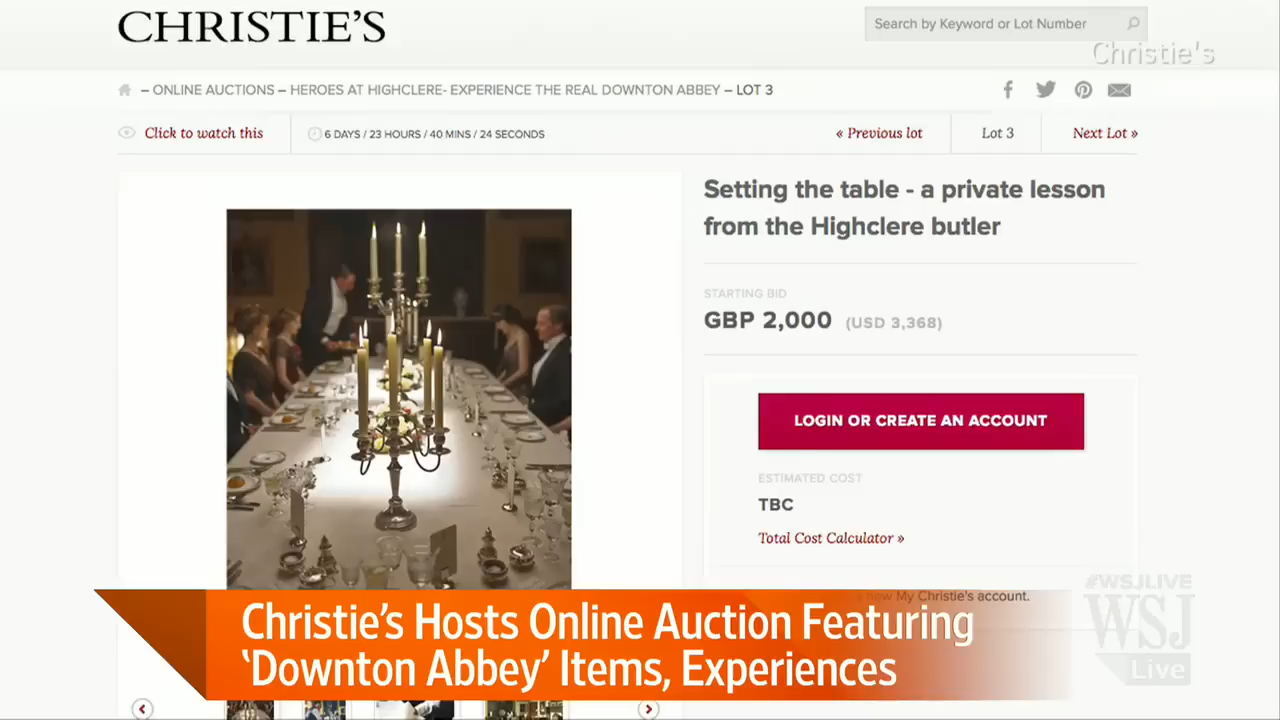 CHRISTIE'S
Search by Keyword or Lot Number
Christie's
– ONLINE AUCTIONS – HEROES AT HIGHCLERE- EXPERIENCE THE REAL DOWNTON ABBEY – LOT 3
Click to watch this
6 DAYS / 23 HOURS / 40 MINS / 24 SECONDS
« Previous lot
Lot 3
Next Lot »
Setting the table - a private lesson
from the Highclere butler
STARTING BID
GBP 2,000 (USD 3,368)
LOGIN OR CREATE AN ACCOUNT
ESTIMATED COST
TBC
Total Cost Calculator »
new My Christie's account.
#WSJLIVE
WSJ
Live
Christie's Hosts Online Auction Featuring
'Downton Abbey' Items, Experiences